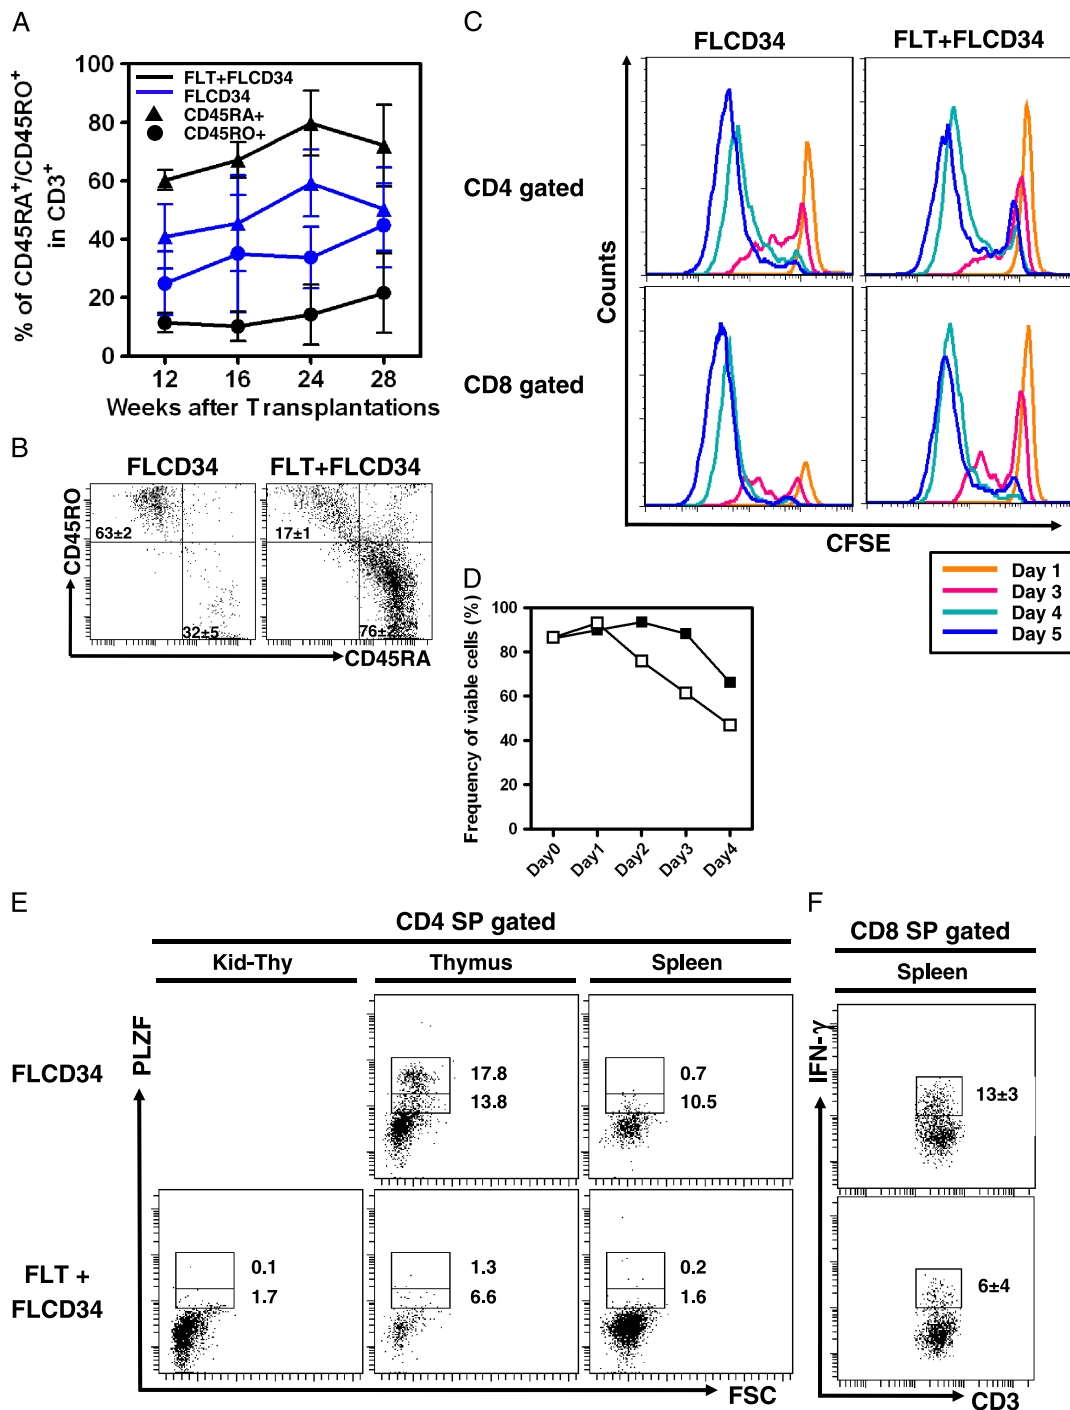 A
% of CD45RA+/CD45RO+
in CD3+
100
80
60
40
20
0
FLT+FLCD34
FLCD34
CD45RA+
CD45RO+
12
16
24
28
Weeks after Transplantations
B
FLCD34
FLT+FLCD34
CD45RO
63±2
32±5
17±1
CD45RA
C
FLCD34
FLT+FLCD34
CD4 gated
CD8 gated
Counts
CFSE
Day 1
Day 3
Day 4
Day 5
D
Frequency of viable cells (%)
100
80
60
40
20
0
Day0
Day1
Day2
Day3
Day4
E
CD4 SP gated
Kid-Thy
Thymus
Spleen
PLZF
FLCD34
17.8
13.8
0.7
10.5
FLT +
FLCD34
0.1
1.7
1.3
6.6
0.2
1.6
FSC
F
CD8 SP gated
Spleen
IFN-γ
13±3
6±4
CD3